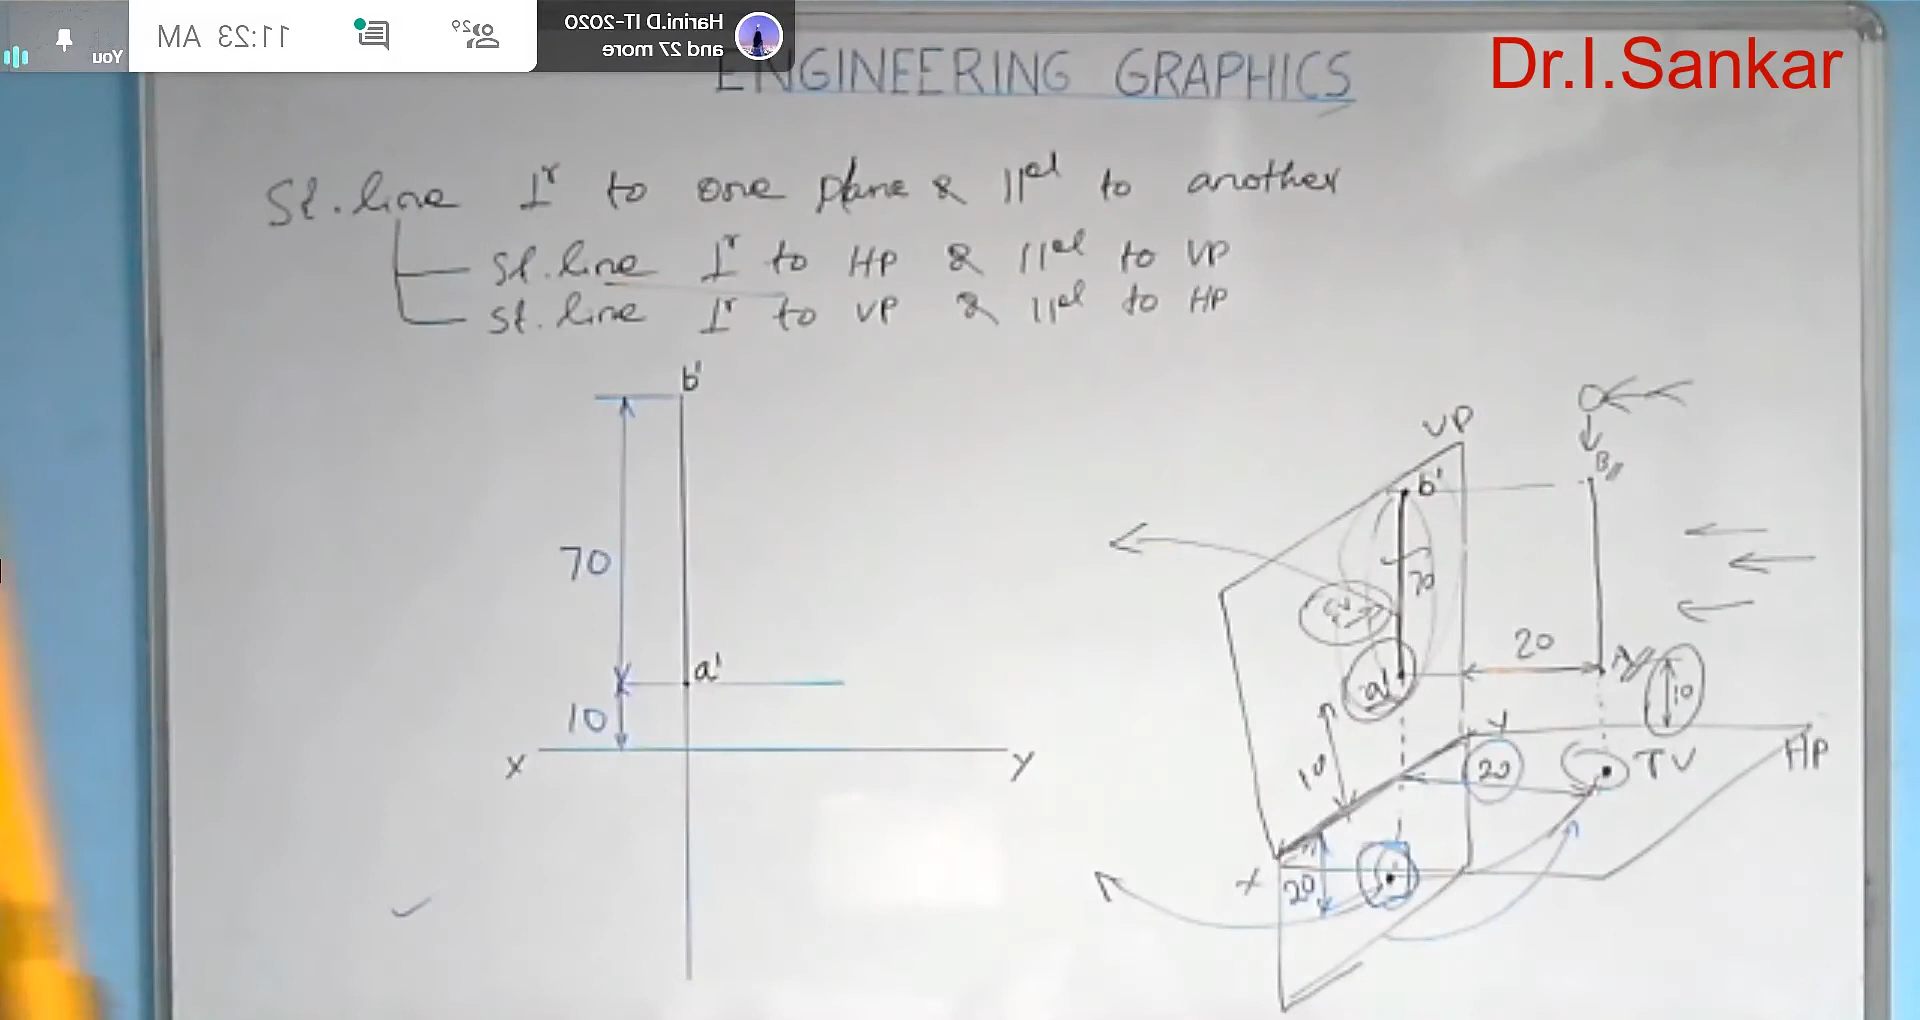 You
11:23 AM
29
Harini.D IT-2020
and 27 more
Dr.I.Sankar
ENGINEERING GRAPHICS
St. line ⊥r to one plane & ||el to another
St. line ⊥r to HP & ||el to VP
St. line ⊥r to VP & ||el to HP
b'
70
a'
10
X
Y
VP
b'
B
70
20
A
10
a'
Y
10
20
TV
HP
X
20